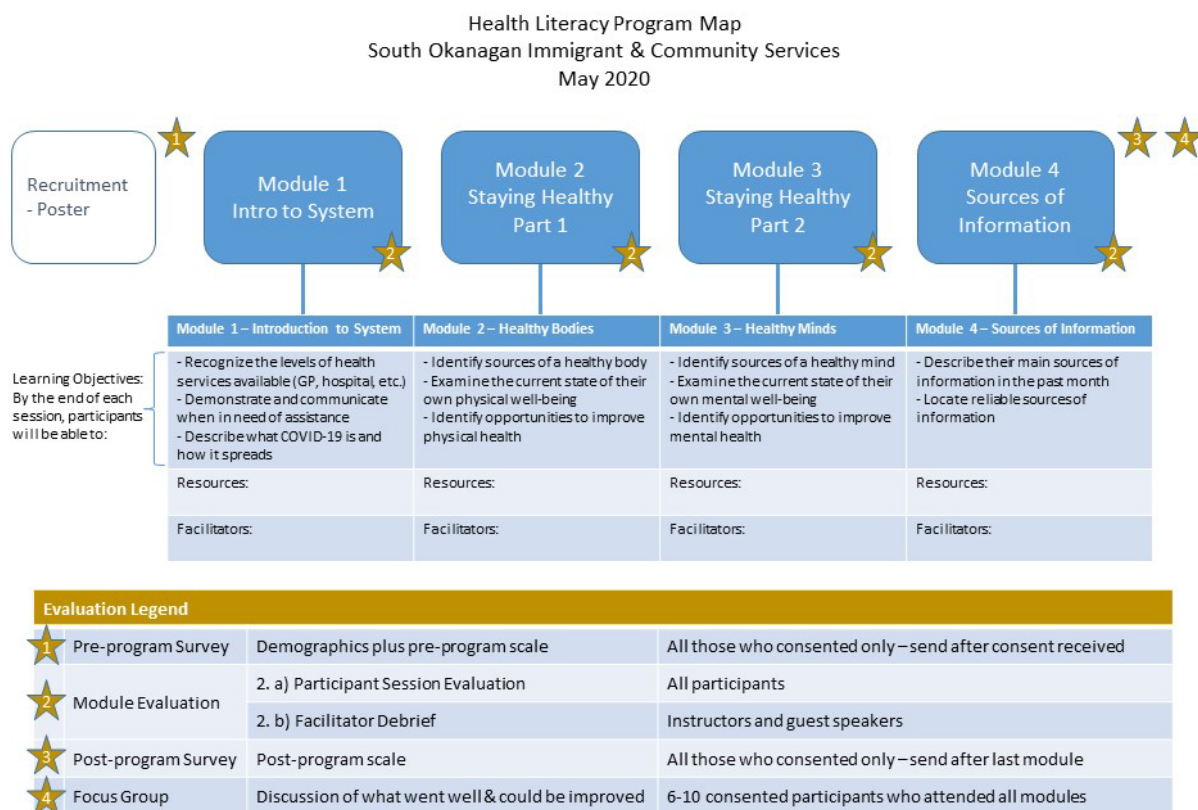 Health Literacy Program Map
South Okanagan Immigrant & Community Services
May 2020
Recruitment
- Poster
1
Module 1
Intro to System
2
Module 2
Staying Healthy
Part 1
2
Module 3
Staying Healthy
Part 2
2
Module 4
Sources of
Information
2
3
4
Learning Objectives:
By the end of each
session, participants
will be able to:
Module 1 – Introduction to System
- Recognize the levels of health
services available (GP, hospital, etc.)
- Demonstrate and communicate
when in need of assistance
- Describe what COVID-19 is and
how it spreads
Resources:
Facilitators:
Module 2 – Healthy Bodies
- Identify sources of a healthy body
- Examine the current state of their
own physical well-being
- Identify opportunities to improve
physical health
Resources:
Facilitators:
Module 3 – Healthy Minds
- Identify sources of a healthy mind
- Examine the current state of their
own mental well-being
- Identify opportunities to improve
mental health
Resources:
Facilitators:
Module 4 – Sources of Information
- Describe their main sources of
information in the past month
- Locate reliable sources of
information
Resources:
Facilitators:
Evaluation Legend
1 Pre-program Survey Demographics plus pre-program scale All those who consented only – send after consent received
2 Module Evaluation 2. a) Participant Session Evaluation All participants
2. b) Facilitator Debrief Instructors and guest speakers
3 Post-program Survey Post-program scale All those who consented only – send after last module
4 Focus Group Discussion of what went well & could be improved 6-10 consented participants who attended all modules